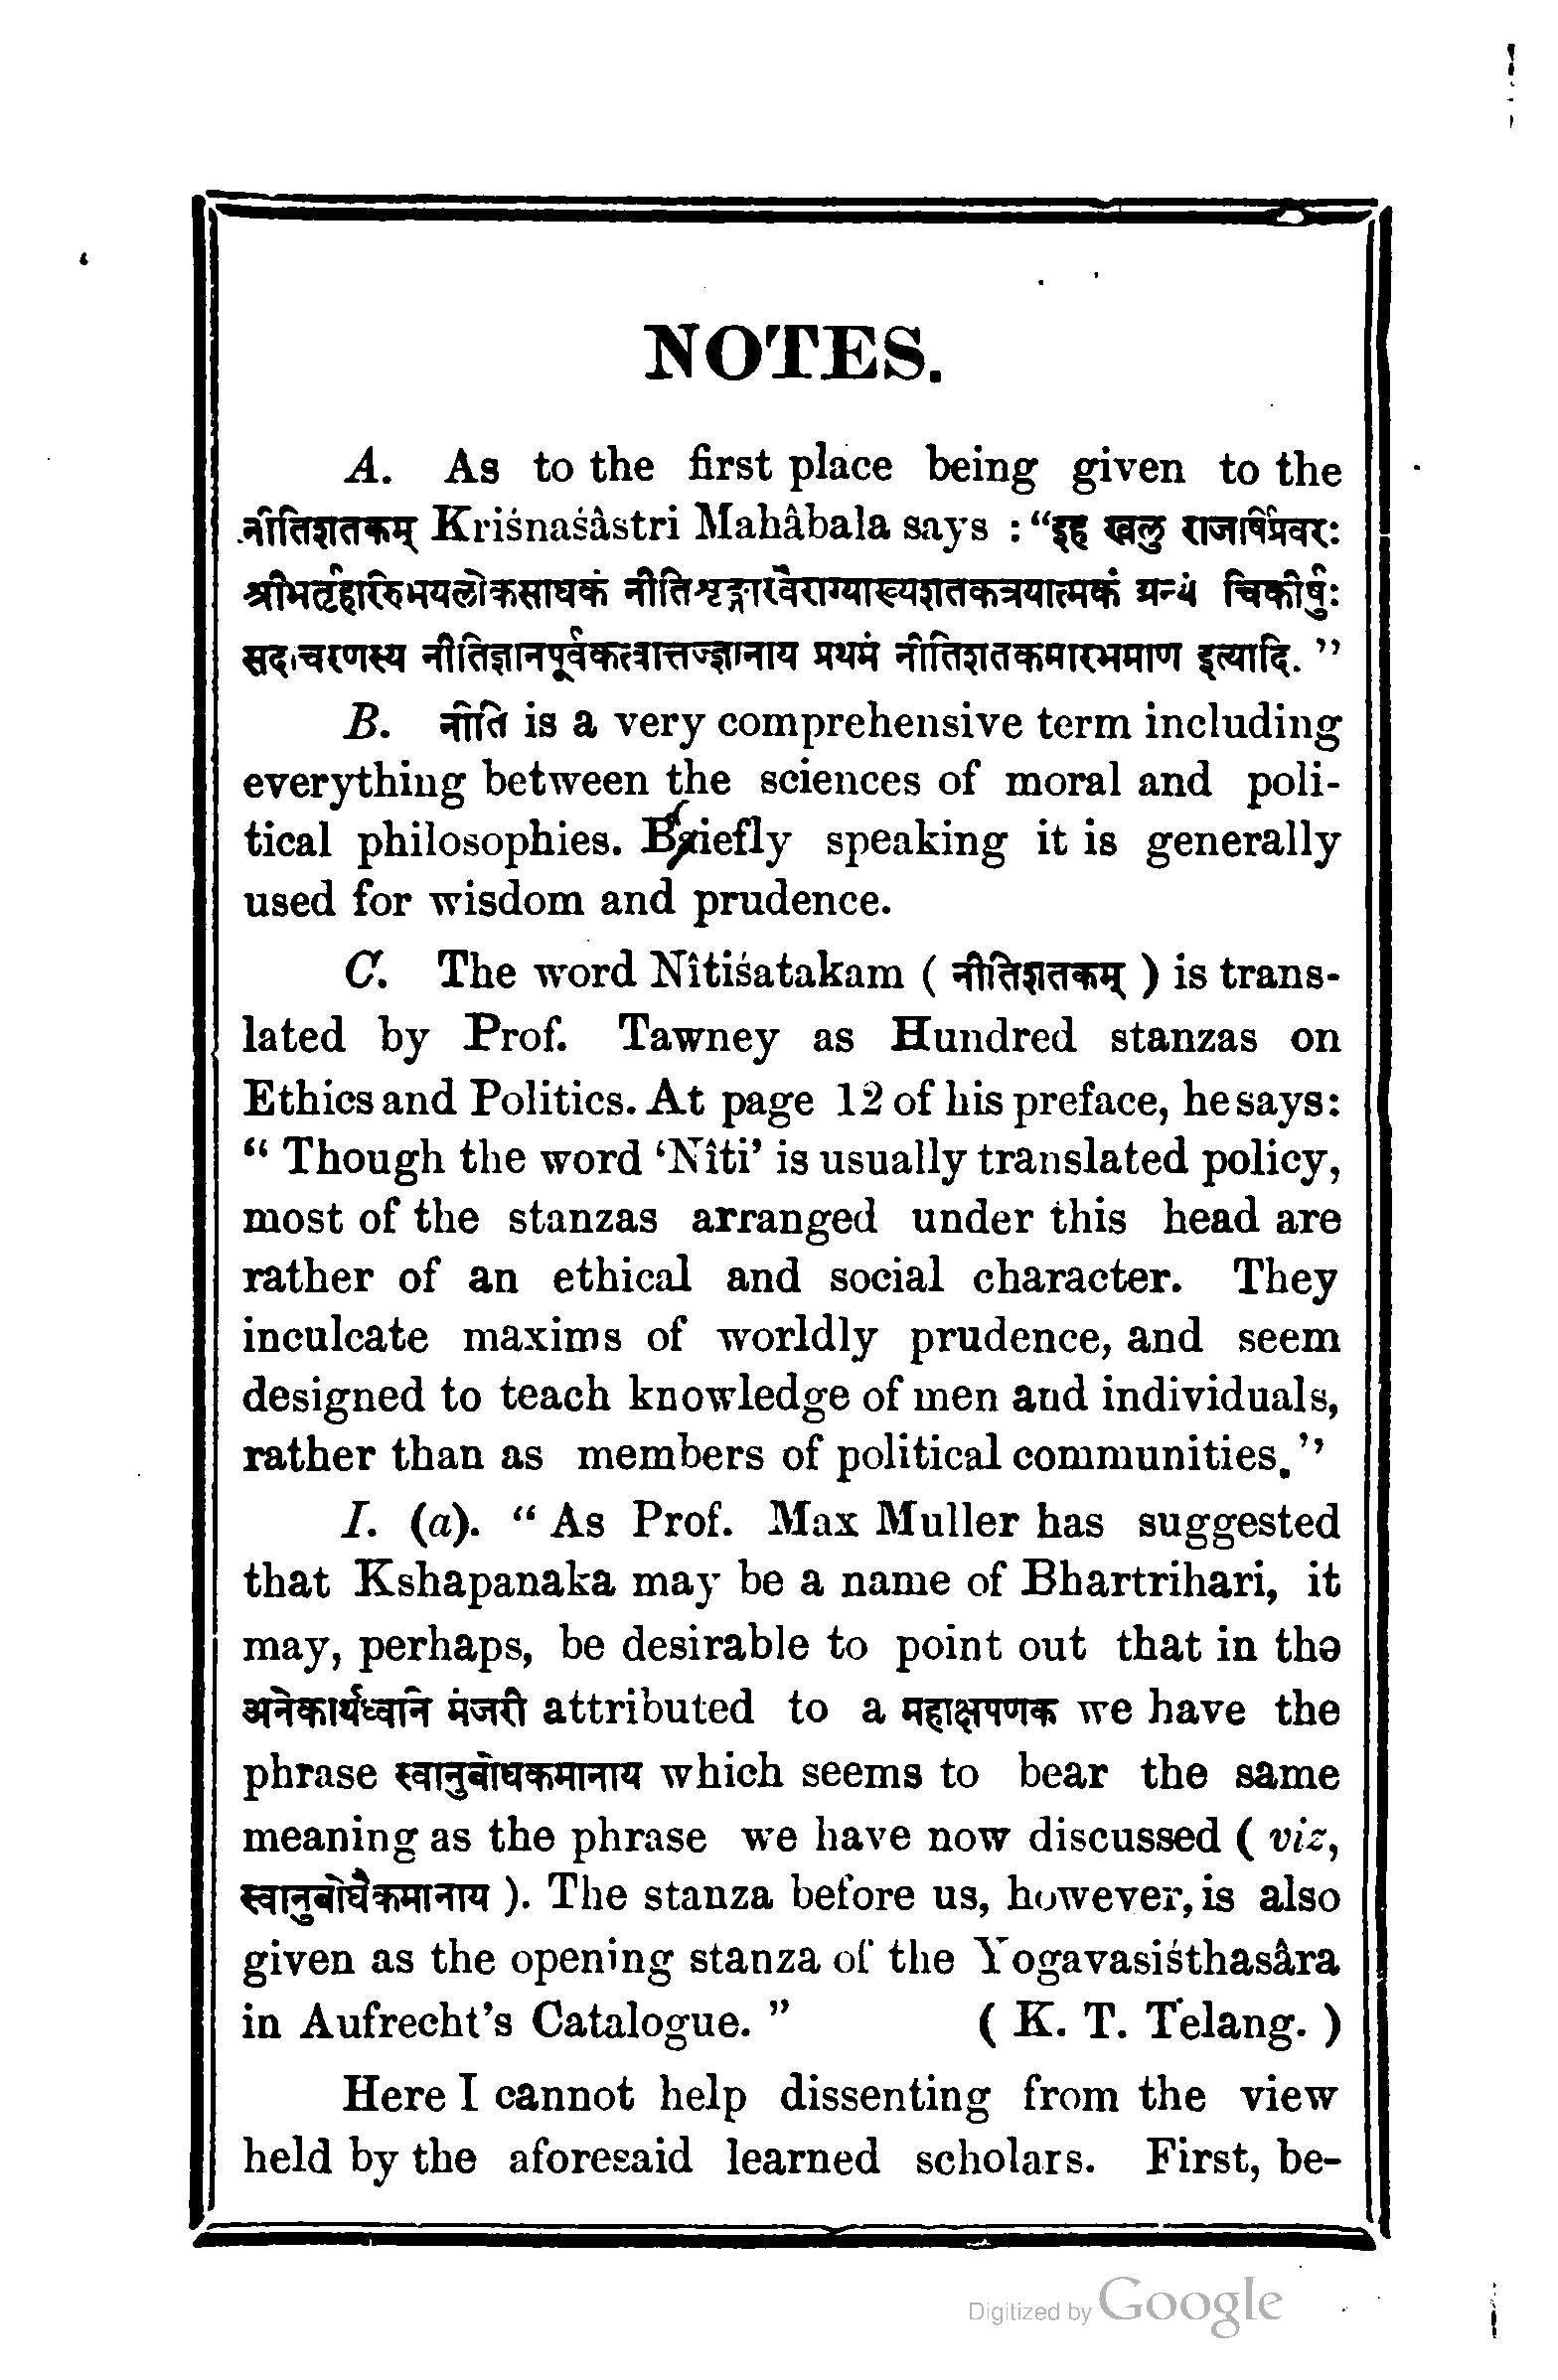 NOTES.
A. As to the first place being given to the
नीतिशतकम् Kriśnaśâstri Mahâbala says : “इह खलु राजर्षिप्रवरः
श्रीभर्तृहरिरुभयलोकसाधकं नीतिशृङ्गारवैराग्याख्यशतकत्रयात्मकं ग्रन्थं चिकीर्षुः
सदाचरणस्य नीतिज्ञानपूर्वकत्वात्तज्ज्ञानाय प्रथमं नीतिशतकमारभमाण इत्यादि. ”
B. नीति is a very comprehensive term including
everything between the sciences of moral and poli-
tical philosophies. Briefly speaking it is generally
used for wisdom and prudence.
C. The word Nîtiśatakam ( नीतिशतकम् ) is trans-
lated by Prof. Tawney as Hundred stanzas on
Ethics and Politics. At page 12 of his preface, he says:
“ Though the word ‘Nîti’ is usually translated policy,
most of the stanzas arranged under this head are
rather of an ethical and social character. They
inculcate maxims of worldly prudence, and seem
designed to teach knowledge of men and individuals,
rather than as members of political communities.”
I. (a). “ As Prof. Max Muller has suggested
that Kshapanaka may be a name of Bhartrihari, it
may, perhaps, be desirable to point out that in the
अनेकार्थध्वनि मंजरी attributed to a महाक्षपणक we have the
phrase स्वानुबोधकमानाय which seems to bear the same
meaning as the phrase we have now discussed ( viz,
स्वानुबोधैकमानाय ). The stanza before us, however, is also
given as the opening stanza of the Yogavasiśthasâra
in Aufrecht’s Catalogue. ” ( K. T. Telang. )
Here I cannot help dissenting from the view
held by the aforesaid learned scholars. First, be-
Digitized by Google